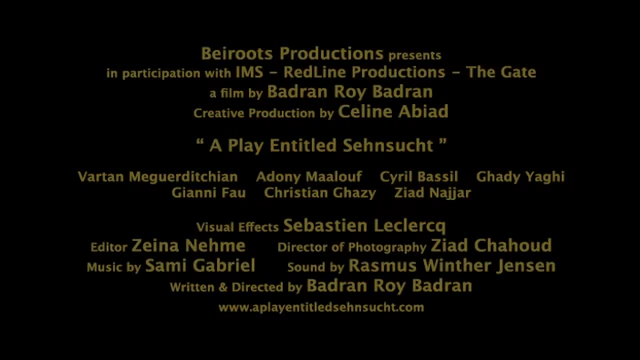 Beiroots Productions presents
in participation with IMS - RedLine Productions - The Gate
a film by Badran Roy Badran
Creative Production by Celine Abiad
“ A Play Entitled Sehnsucht ”
Vartan Meguerditchian Adony Maalouf Cyril Bassil Ghady Yaghi
Gianni Fau Christian Ghazy Ziad Najjar
Visual Effects Sebastien Leclercq
Editor Zeina Nehme Director of Photography Ziad Chahoud
Music by Sami Gabriel Sound by Rasmus Winther Jensen
Written & Directed by Badran Roy Badran
www.aplayentitledsehnsucht.com